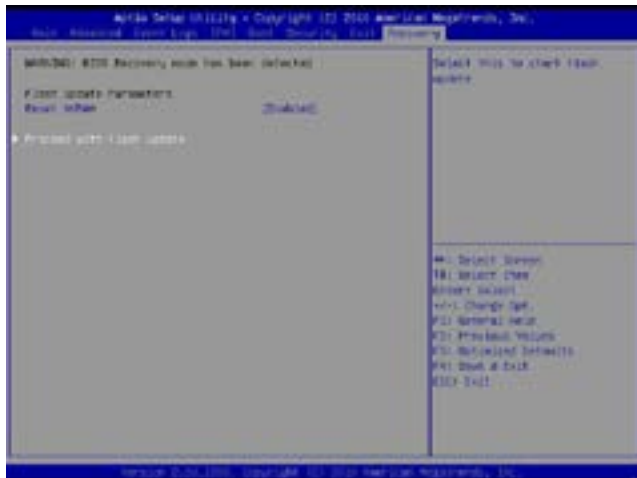 Aptio Setup Utility - Copyright (C) 2010 American Megatrends, Inc.
Main Advanced Event Logs IPMI Boot Security Exit Recovery
WARNING! BIOS Recovery mode has been detected
Flash Update Parameters
Reset NVRAM [Enabled]
Proceed with flash update
Select this to start flash
update
Select Screen
Select Item
Enter: Select
+/-: Change Opt.
F1: General Help
F2: Previous Values
F3: Optimized Defaults
F4: Save & Exit
ESC: Exit
Version Copyright (C) 2010 American Megatrends, Inc.